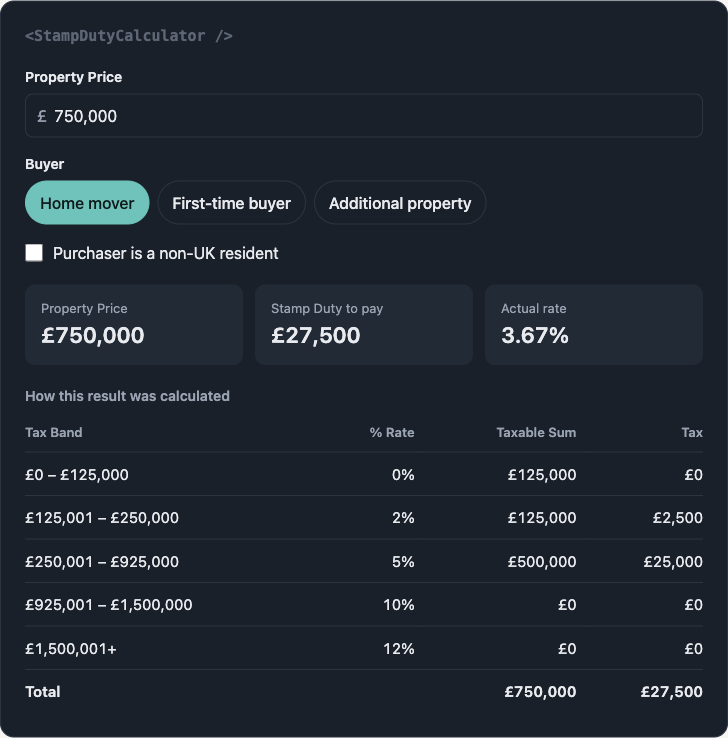 <StampDutyCalculator />
Property Price
£ 750,000
Buyer
Home mover First-time buyer Additional property
Purchaser is a non-UK resident
Property Price Stamp Duty to pay Actual rate
£750,000 £27,500 3.67%
How this result was calculated
Tax Band % Rate Taxable Sum Tax
£0 – £125,000 0% £125,000 £0
£125,001 – £250,000 2% £125,000 £2,500
£250,001 – £925,000 5% £500,000 £25,000
£925,001 – £1,500,000 10% £0 £0
£1,500,001+ 12% £0 £0
Total £750,000 £27,500